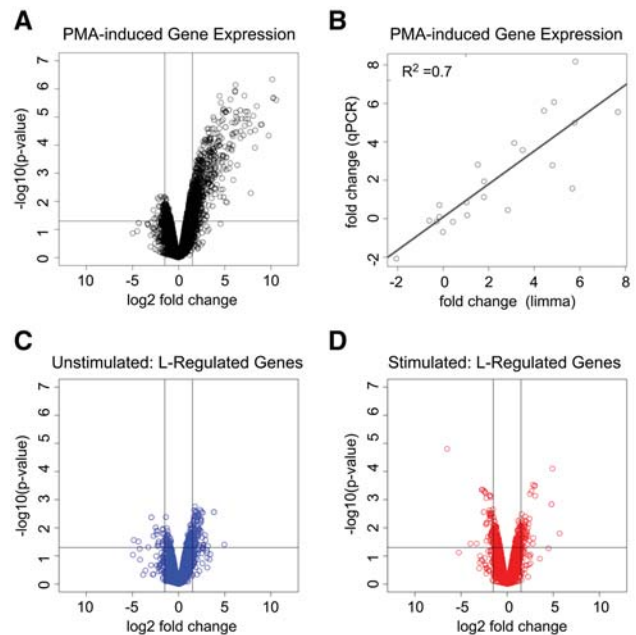 A
PMA-induced Gene Expression
-log10(p-value)
7
6
5
4
3
2
1
0
10 5 0 5 10
log2 fold change
B
PMA-induced Gene Expression
R² =0.7
fold change (qPCR)
8
6
4
2
0
-2
-2 0 2 4 6 8
fold change (limma)
C
Unstimulated: L-Regulated Genes
-log10(p-value)
7
6
5
4
3
2
1
0
10 5 0 5 10
log2 fold change
D
Stimulated: L-Regulated Genes
-log10(p-value)
7
6
5
4
3
2
1
0
10 5 0 5 10
log2 fold change